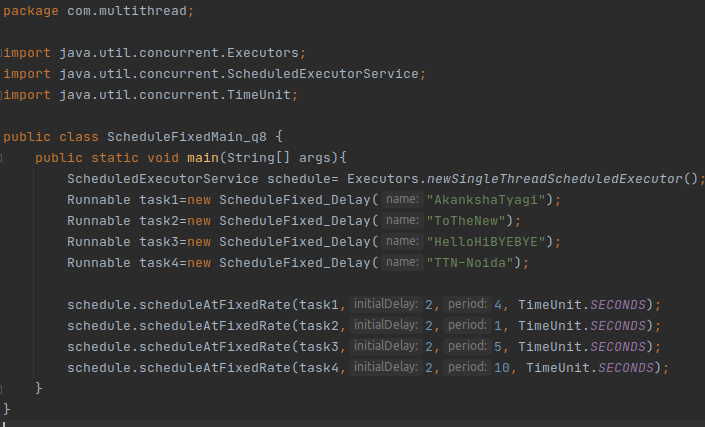 package com.multithread;
import java.util.concurrent.Executors;
import java.util.concurrent.ScheduledExecutorService;
import java.util.concurrent.TimeUnit;
public class ScheduleFixedMain_q8 {
public static void main(String[] args){
ScheduledExecutorService schedule= Executors.newSingleThreadScheduledExecutor();
Runnable task1=new ScheduleFixed_Delay( name: "AkankshaTyagi");
Runnable task2=new ScheduleFixed_Delay( name: "ToTheNew");
Runnable task3=new ScheduleFixed_Delay( name: "HelloHiBYEBYE");
Runnable task4=new ScheduleFixed_Delay( name: "TTN-Noida");
schedule.scheduleAtFixedRate(task1, initialDelay: 2, period: 4, TimeUnit.SECONDS);
schedule.scheduleAtFixedRate(task2, initialDelay: 2, period: 1, TimeUnit.SECONDS);
schedule.scheduleAtFixedRate(task3, initialDelay: 2, period: 5, TimeUnit.SECONDS);
schedule.scheduleAtFixedRate(task4, initialDelay: 2, period: 10, TimeUnit.SECONDS);
}
}